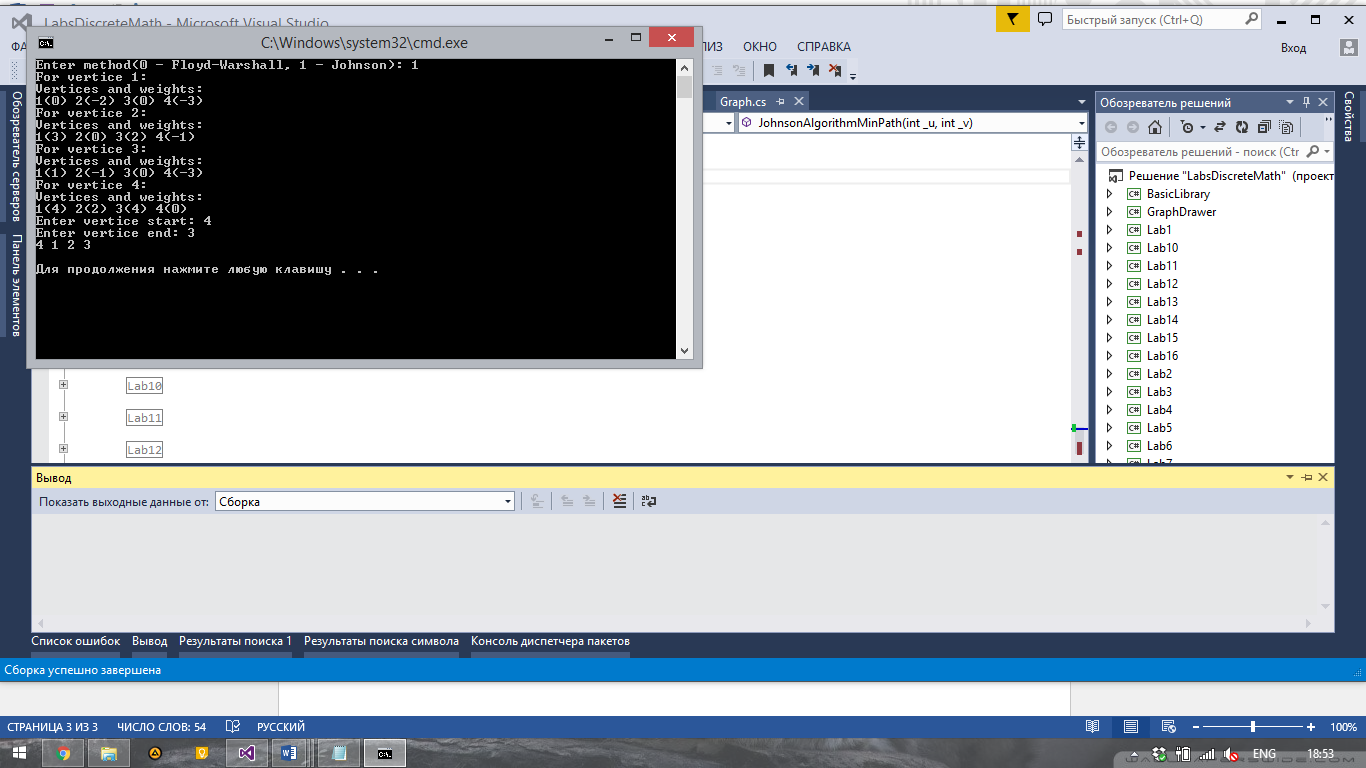 LabsDiscreteMath - Microsoft Visual Studio
Быстрый запуск (Ctrl+Q)
ОКНО СПРАВКА
Вход
C:\Windows\system32\cmd.exe
Enter method(0 - Floyd-Warshall, 1 - Johnson): 1
For vertice 1:
Vertices and weights:
1(0) 2(-2) 3(0) 4(-3)
For vertice 2:
Vertices and weights:
1(3) 2(0) 3(2) 4(-1)
For vertice 3:
Vertices and weights:
1(1) 2(-1) 3(0) 4(-3)
For vertice 4:
Vertices and weights:
1(4) 2(2) 3(4) 4(0)
Enter vertice start: 4
Enter vertice end: 3
4 1 2 3
Для продолжения нажмите любую клавишу . . .
Обозреватель серверов
Панель элементов
Graph.cs
JohnsonAlgorithmMinPath(int _u, int _v)
Lab10
Lab11
Lab12
Обозреватель решений
Обозреватель решений - поиск (Ctr
Решение "LabsDiscreteMath" (проект
BasicLibrary
GraphDrawer
Lab1
Lab10
Lab11
Lab12
Lab13
Lab14
Lab15
Lab16
Lab2
Lab3
Lab4
Lab5
Lab6
Lab7
Свойства
Вывод
Показать выходные данные от: Сборка
Список ошибок Вывод Результаты поиска 1 Результаты поиска символа Консоль диспетчера пакетов
Сборка успешно завершена
СТРАНИЦА 3 ИЗ 3 ЧИСЛО СЛОВ: 54 РУССКИЙ
100%
ENG 18:53